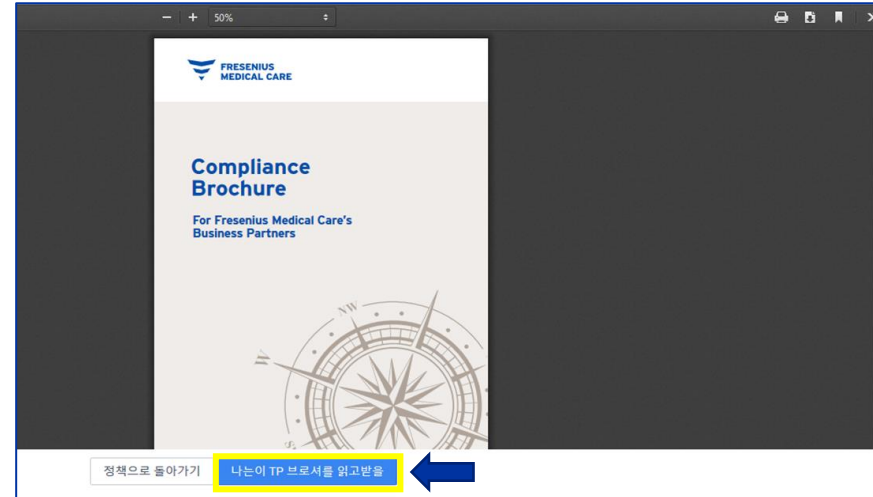 50%
FRESENIUS
MEDICAL CARE
Compliance
Brochure
For Fresenius Medical Care's
Business Partners
NW
W
S
정책으로 돌아가기
나는이 TP 브로셔를 읽고받을